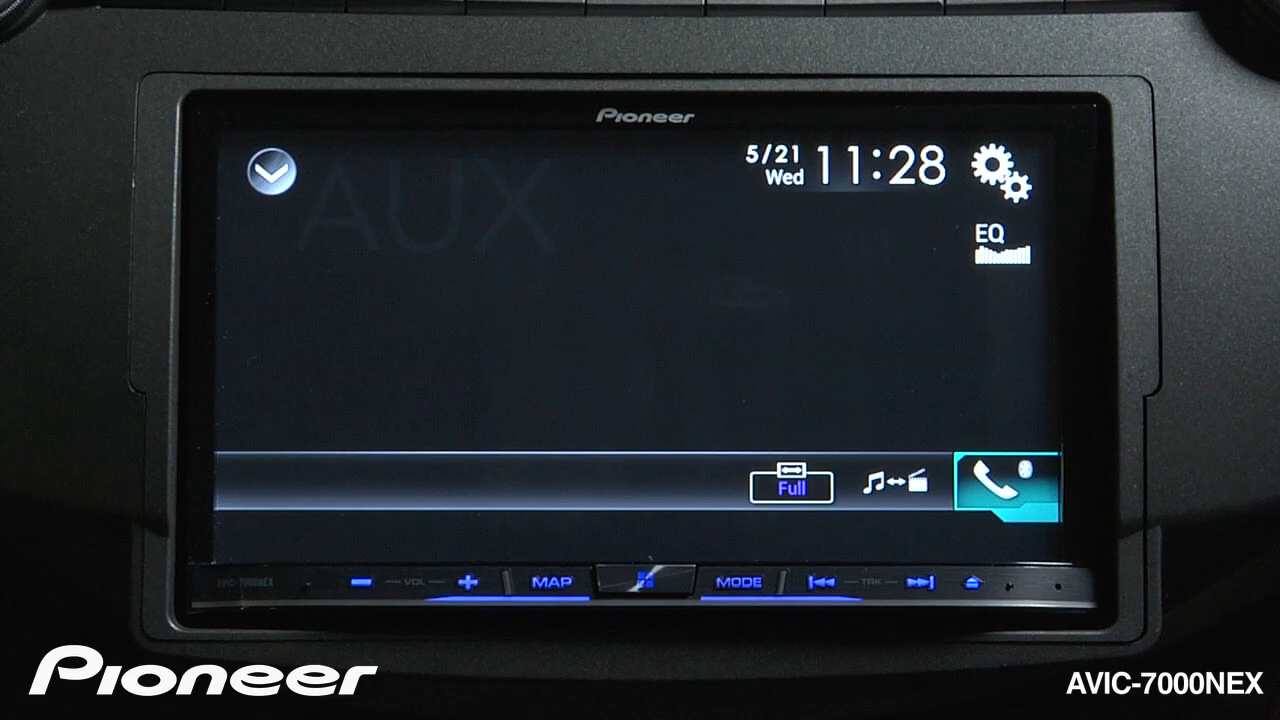 Pioneer
AUX
5/21
Wed
11:28
EQ
Full
AVIC-7000NEX
VOL
MAP
MODE
TRK
Pioneer
AVIC-7000NEX